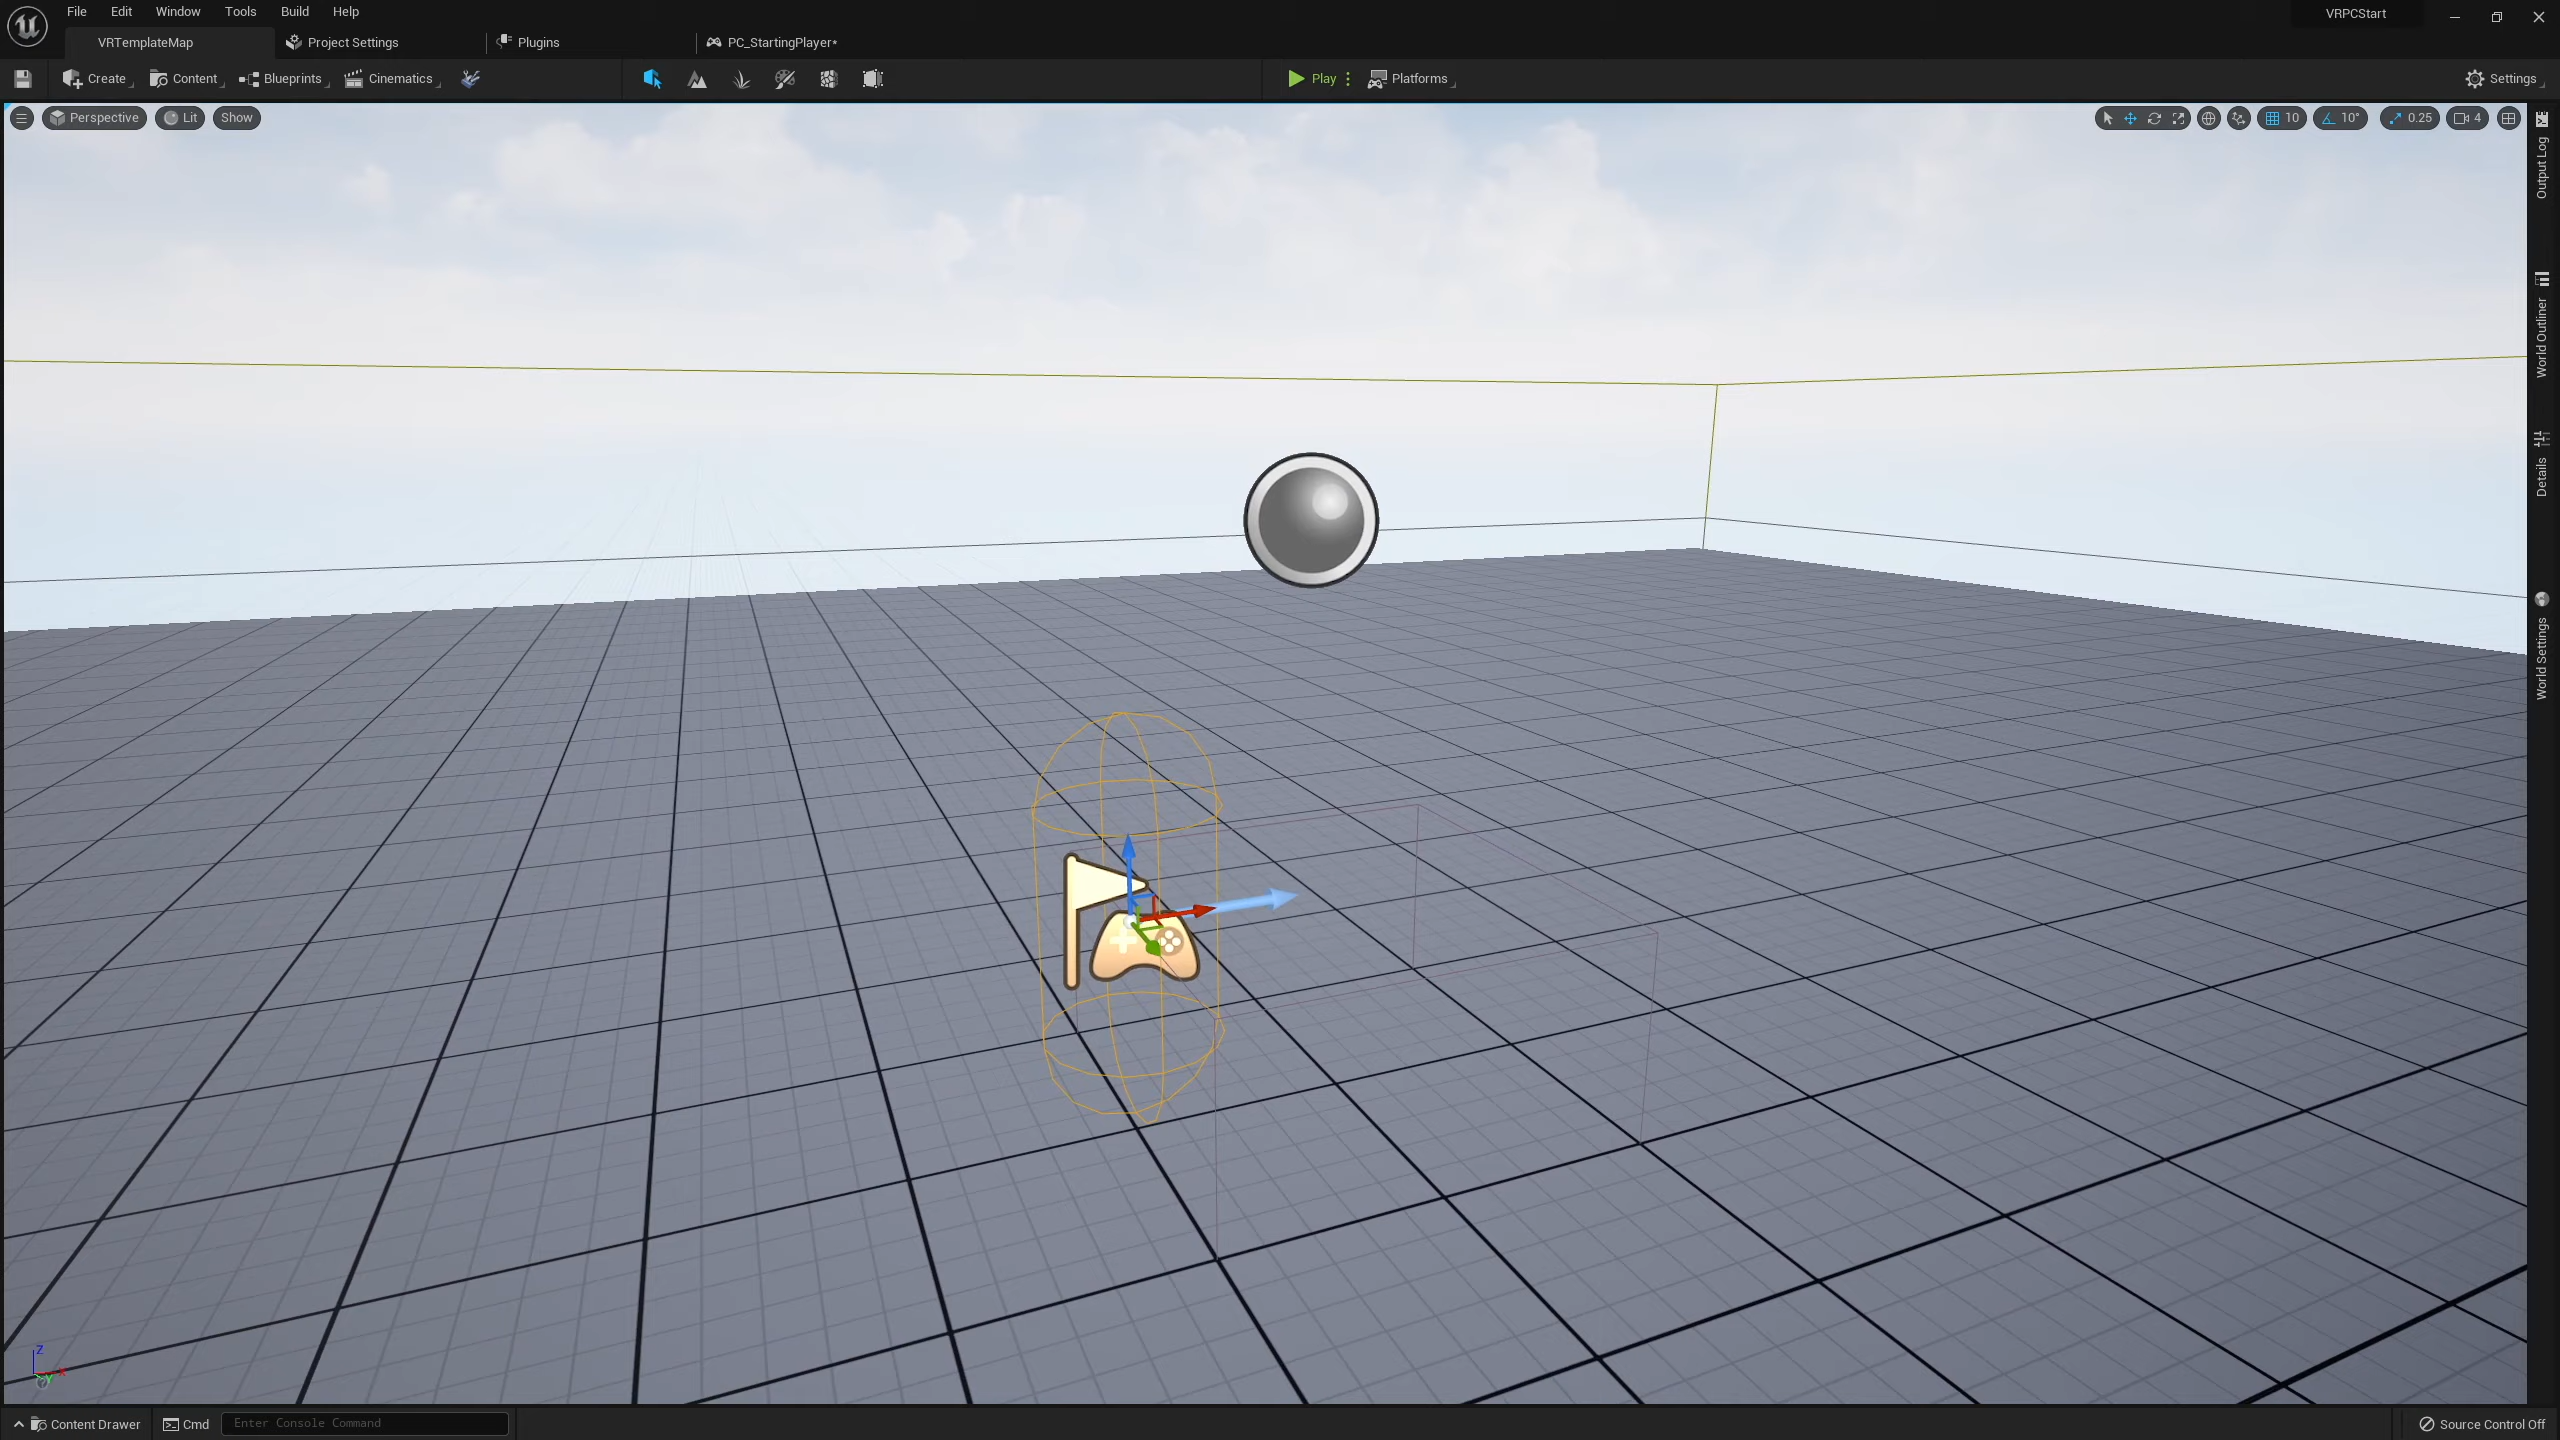 File Edit Window Tools Build Help
VRPCStart
VRTemplateMap Project Settings Plugins PC_StartingPlayer*
Create Content Blueprints Cinematics Play Platforms Settings
Perspective Lit Show 10 10° 0.25 4
Output Log
World Outliner
Details
World Settings
Z
X
Y
Content Drawer Cmd Enter Console Command Source Control Off